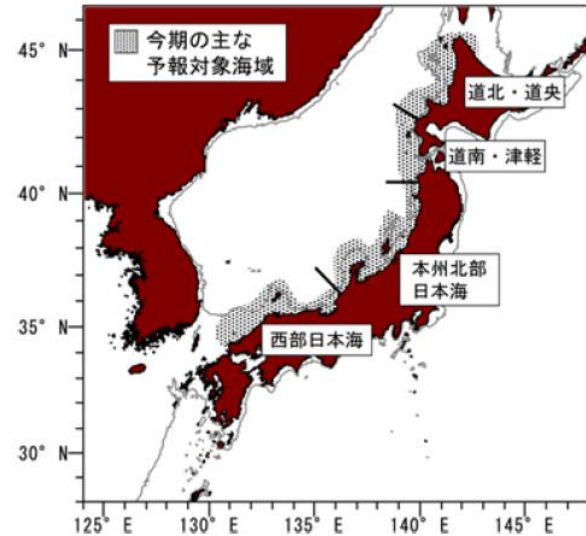 45° N
今期の主な
予報対象海域
道北・道央
道南・津軽
40° N
本州北部
日本海
35° N
西部日本海
30° N
125° E
130° E
135° E
140° E
145° E